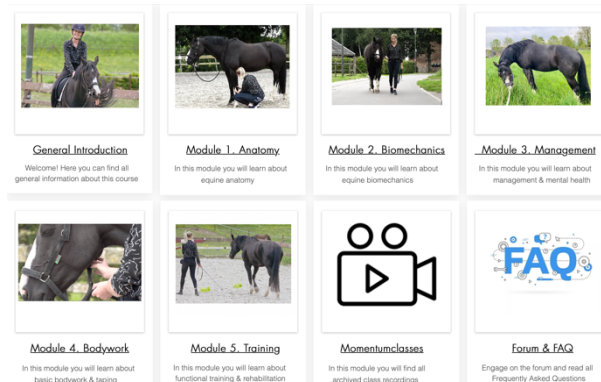 General Introduction
Welcome! Here you can find all
general information about this course
Module 1. Anatomy
In this module you will learn about
equine anatomy
Module 2. Biomechanics
In this module you will learn about
equine biomechanics
Module 3. Management
In this module you will learn about
management & mental health
FAQ
Module 4. Bodywork
In this module you will learn about
basic bodywork & taping
Module 5. Training
In this module you will learn about
functional training & rehabilitation
Momentumclasses
In this module you will find all
archived class recordings
Forum & FAQ
Engage on the forum and read all
Frequently Asked Questions